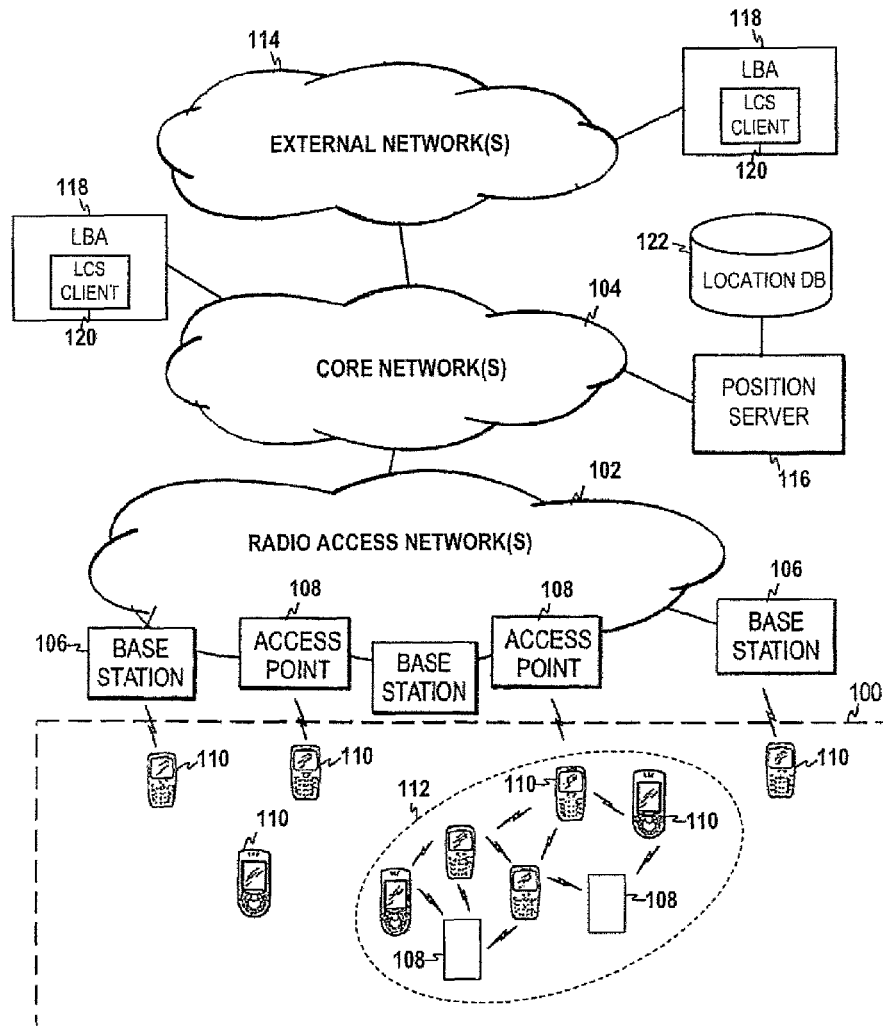 114
118
LBA
LCS
CLIENT
120
EXTERNAL NETWORK(S)
118
LBA
LCS
CLIENT
120
122
LOCATION DB
104
CORE NETWORK(S)
POSITION
SERVER
116
102
RADIO ACCESS NETWORK(S)
106
BASE
STATION
108
ACCESS
POINT
BASE
STATION
108
ACCESS
POINT
106
BASE
STATION
100
110
110
110
110
112
110
110
108
108